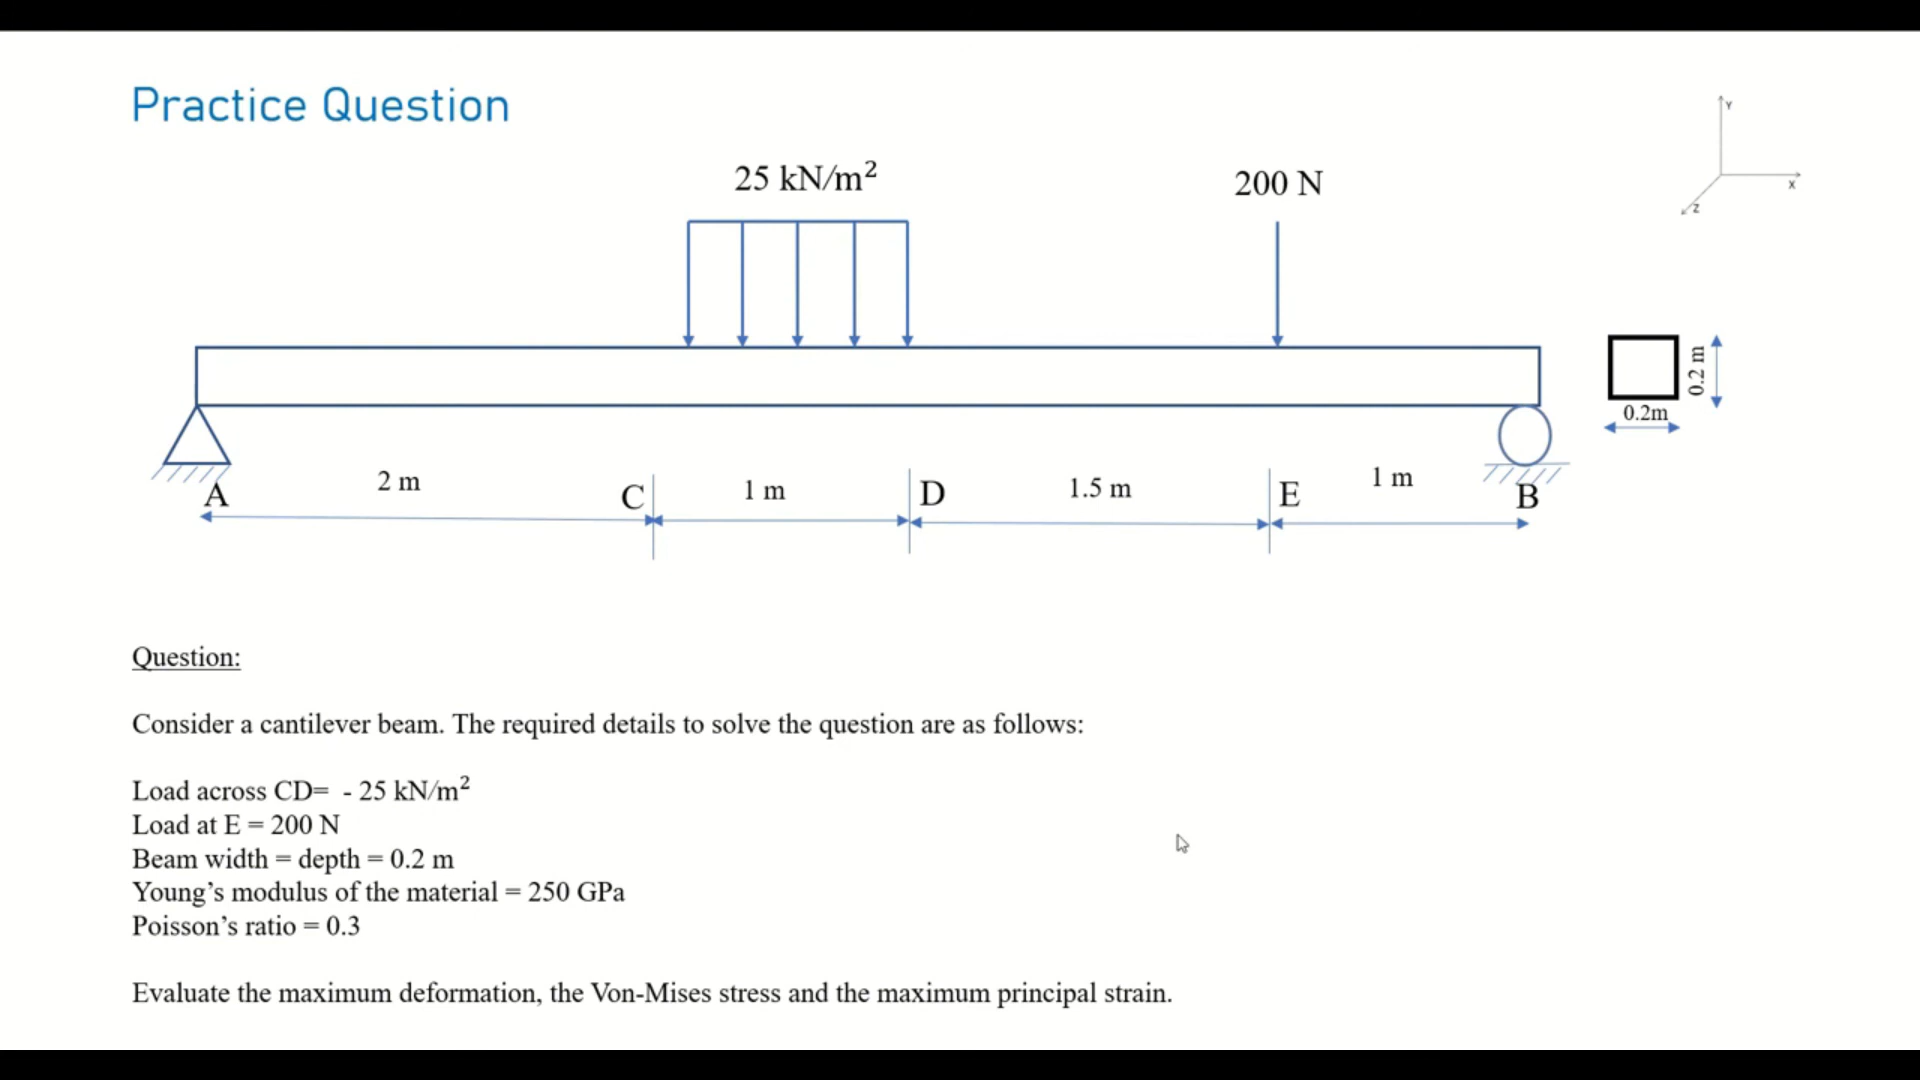 Practice Question
25 kN/m²
200 N
Y
X
Z
0.2 m
0.2m
2 m
1 m
1.5 m
1 m
A
C
D
E
B
Question:
Consider a cantilever beam. The required details to solve the question are as follows:
Load across CD= - 25 kN/m²
Load at E = 200 N
Beam width = depth = 0.2 m
Young’s modulus of the material = 250 GPa
Poisson’s ratio = 0.3
Evaluate the maximum deformation, the Von-Mises stress and the maximum principal strain.